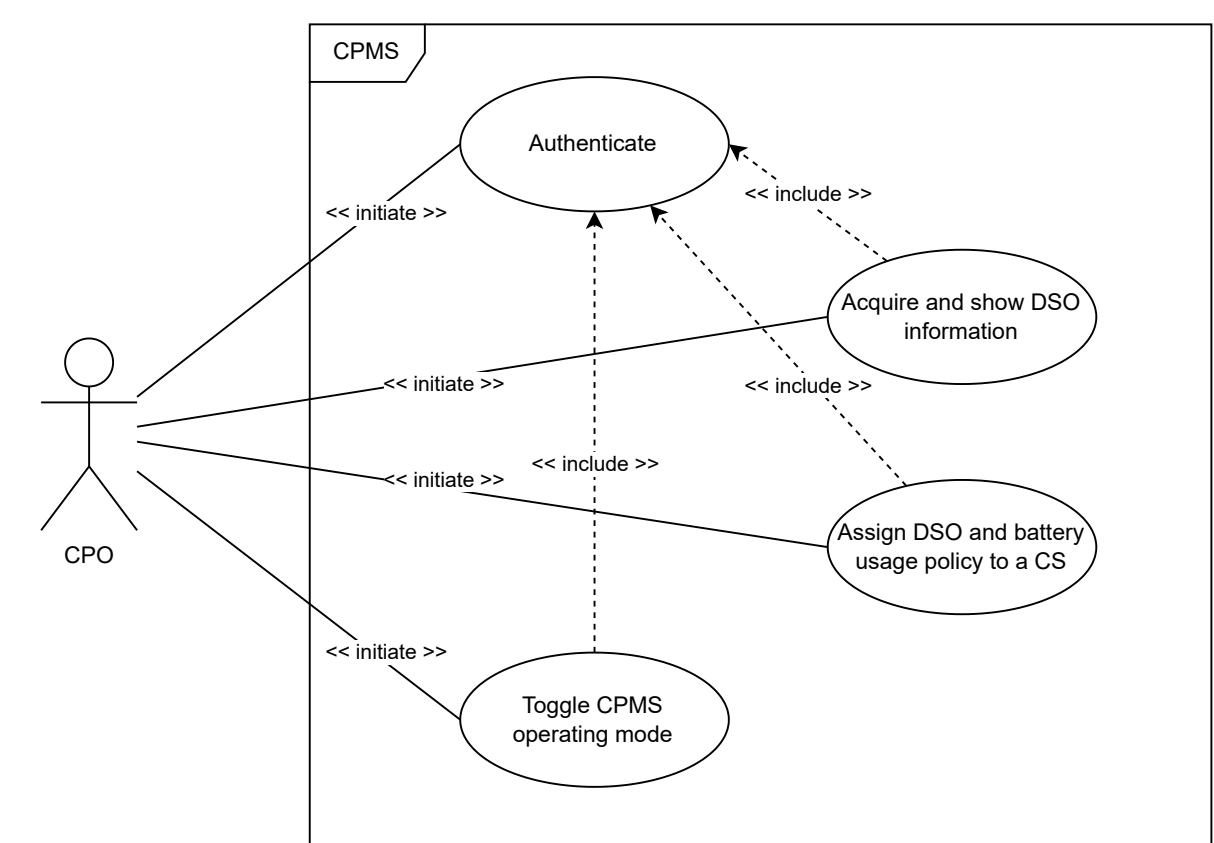 CPMS
Authenticate
<< include >>
<< initiate >>
Acquire and show DSO
information
<< initiate >>
<< include >>
<< include >>
<< initiate >>
Assign DSO and battery
usage policy to a CS
CPO
<< initiate >>
Toggle CPMS
operating mode